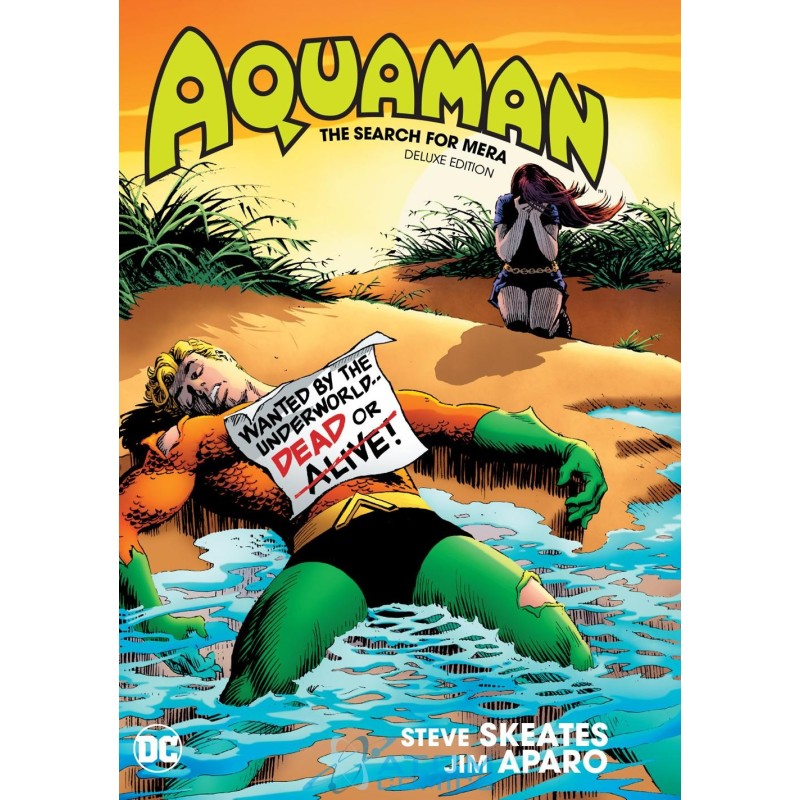 AQUAMAN
THE SEARCH FOR MERA
DELUXE EDITION
WANTED BY THE
UNDERWORLD..
DEAD OR
ALIVE!
STEVE SKEATES
JIM APARO
DC